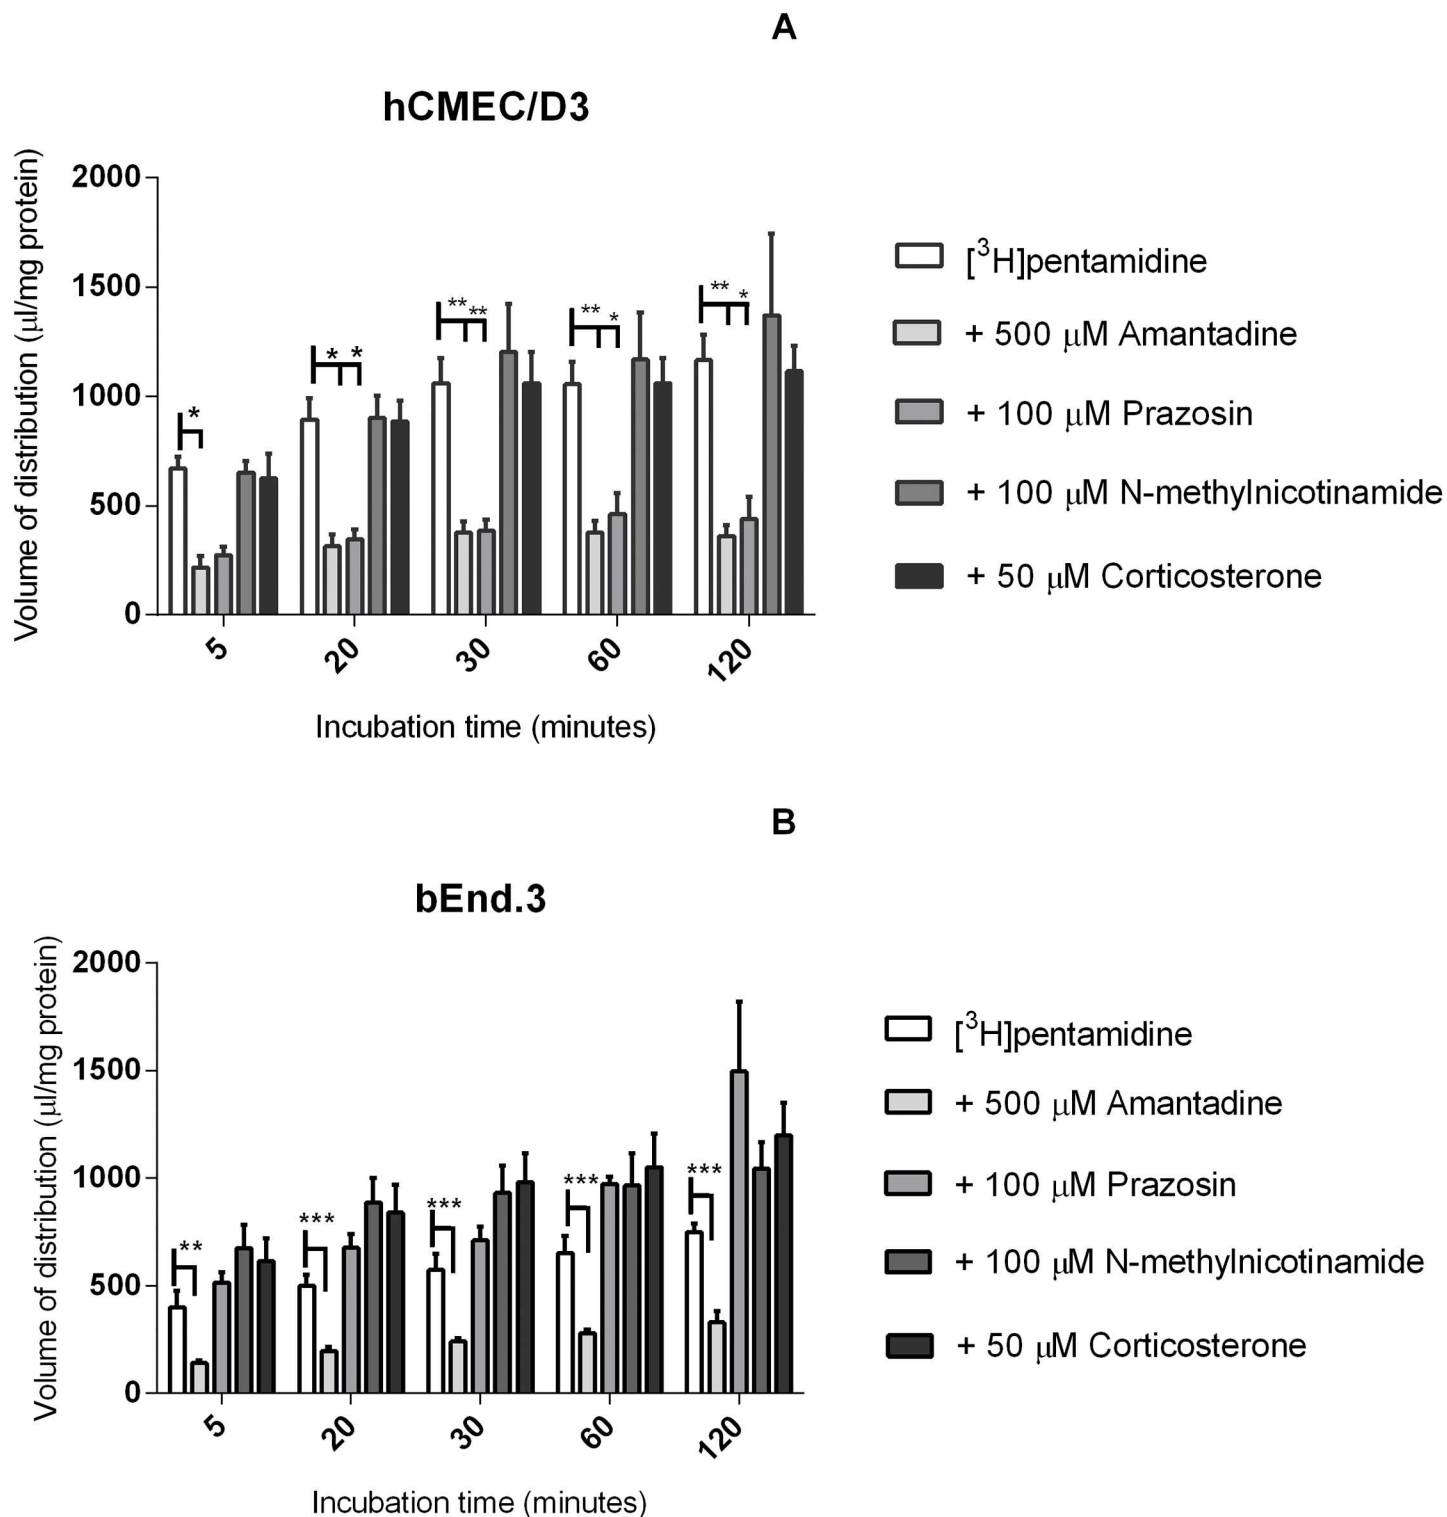 A
hCMEC/D3
Volume of distribution (μl/mg protein)
2000
1500
1000
500
0
*
* *
** **
** *
** *
5 20 30 60 120
Incubation time (minutes)
[³H]pentamidine
+ 500 μM Amantadine
+ 100 μM Prazosin
+ 100 μM N-methylnicotinamide
+ 50 μM Corticosterone
B
bEnd.3
Volume of distribution (μl/mg protein)
2000
1500
1000
500
0
**
***
***
***
***
5 20 30 60 120
Incubation time (minutes)
[³H]pentamidine
+ 500 μM Amantadine
+ 100 μM Prazosin
+ 100 μM N-methylnicotinamide
+ 50 μM Corticosterone